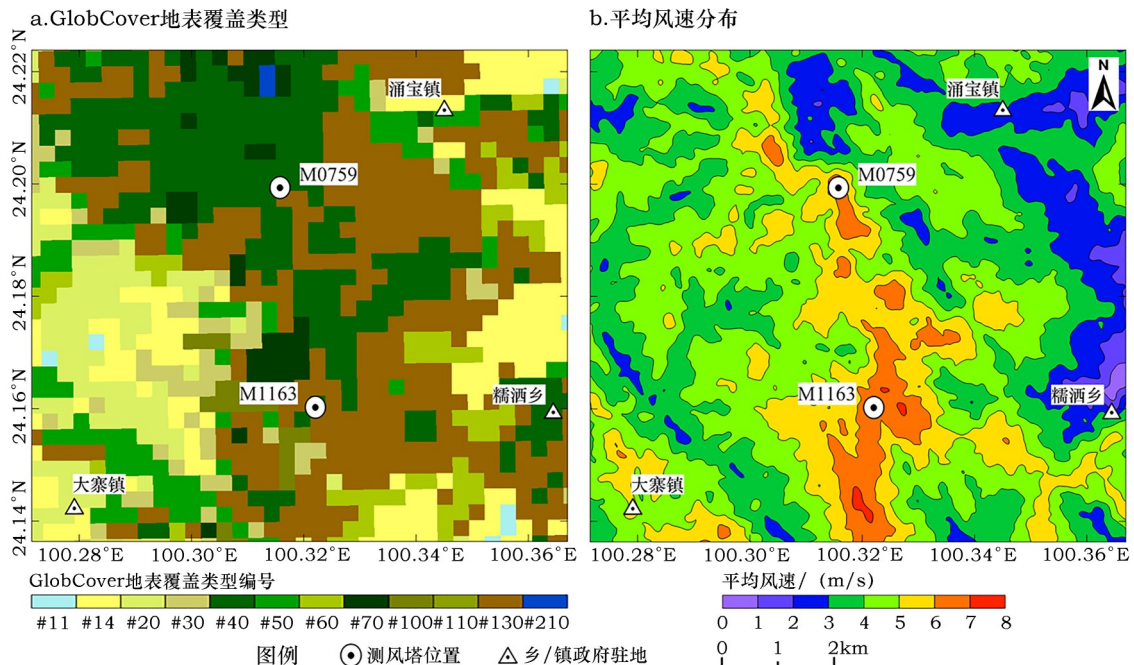 a.GlobCover地表覆盖类型
b.平均风速分布
24.22°N
24.20°N
24.18°N
24.16°N
24.14°N
涌宝镇
M0759
M1163
糯洒乡
大寨镇
100.28°E 100.30°E 100.32°E 100.34°E 100.36°E
N
涌宝镇
M0759
M1163
糯洒乡
大寨镇
100.28°E 100.30°E 100.32°E 100.34°E 100.36°E
GlobCover地表覆盖类型编号
#11 #14 #20 #30 #40 #50 #60 #70 #100 #110 #130 #210
平均风速/ (m/s)
0 1 2 3 4 5 6 7 8
图例 测风塔位置 乡/镇政府驻地
0 1 2km